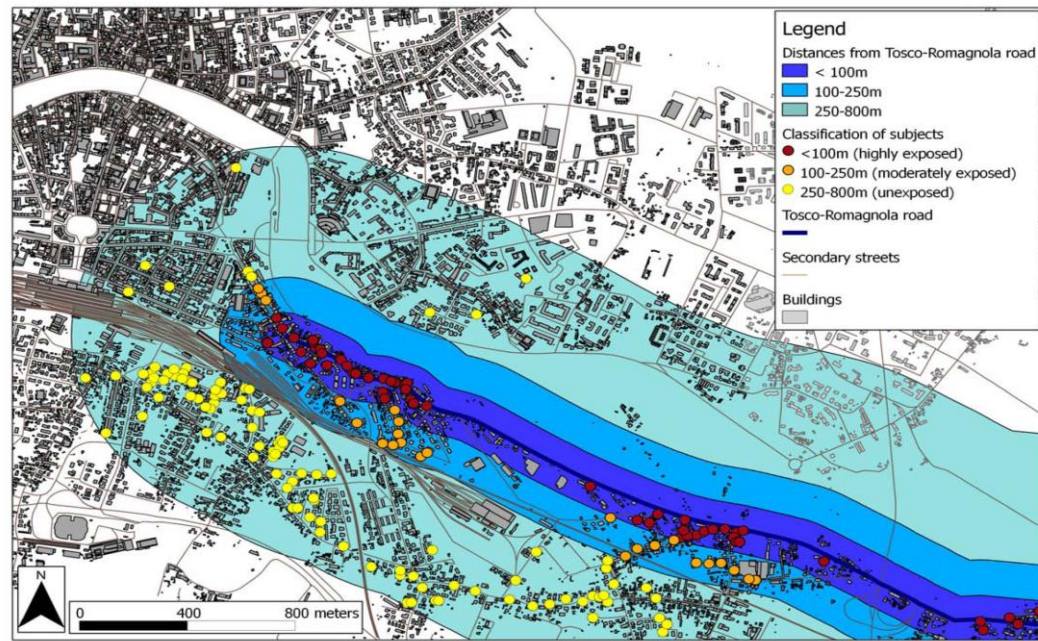 Legend
Distances from Tosco-Romagnola road
< 100m
100-250m
250-800m
Classification of subjects
<100m (highly exposed)
100-250m (moderately exposed)
250-800m (unexposed)
Tosco-Romagnola road
Secondary streets
Buildings
N
0 400 800 meters